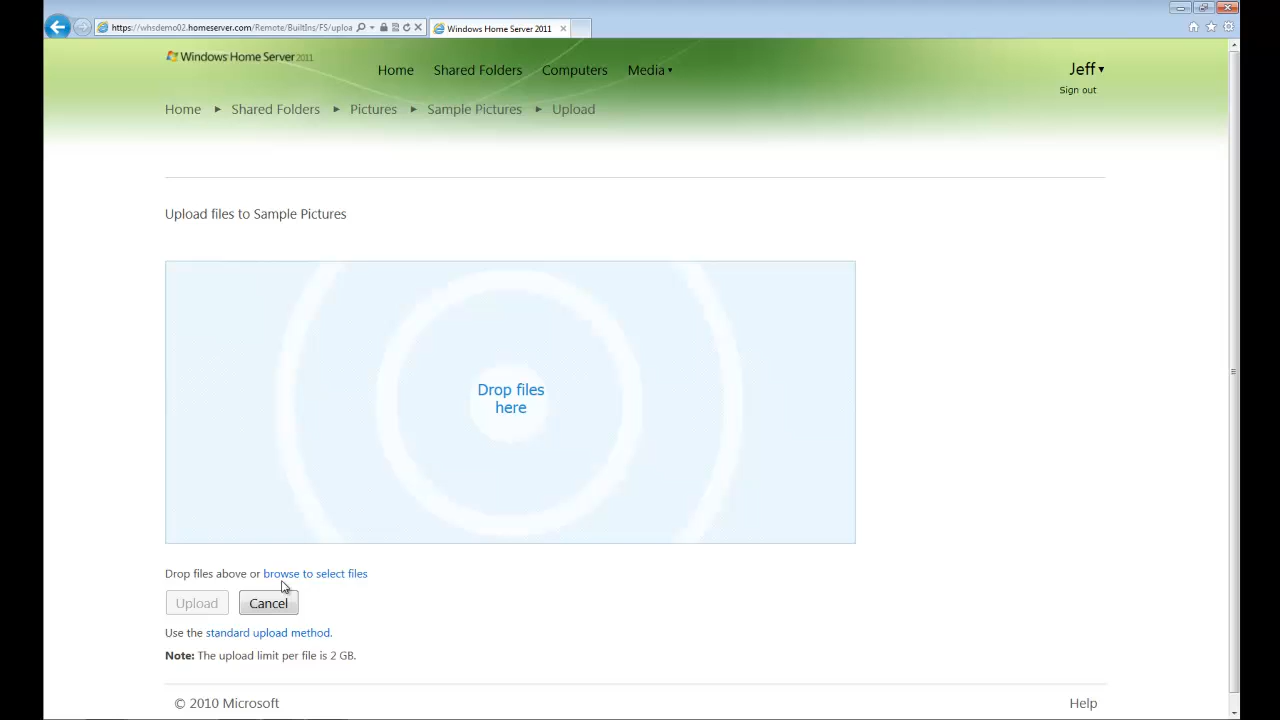 https://whsdemo02.homeserver.com/Remote/BuiltIns/FS/uploa
Windows Home Server 2011
Windows Home Server 2011
Home
Shared Folders
Computers
Media
Jeff
Sign out
Home
Shared Folders
Pictures
Sample Pictures
Upload
Upload files to Sample Pictures
Drop files
here
Drop files above or browse to select files
Upload
Cancel
Use the standard upload method.
Note: The upload limit per file is 2 GB.
© 2010 Microsoft
Help